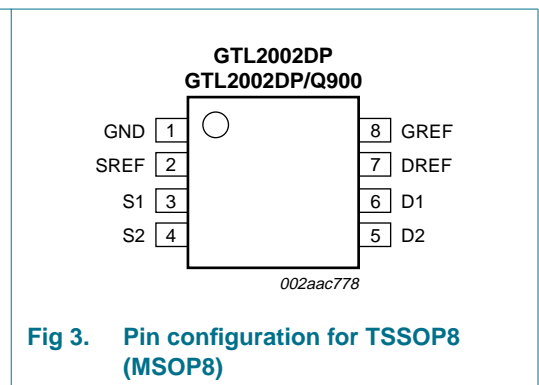 GTL2002DP
GTL2002DP/Q900
GND 1 8 GREF
SREF 2 7 DREF
S1 3 6 D1
S2 4 5 D2
002aac778
Fig 3. Pin configuration for TSSOP8
(MSOP8)